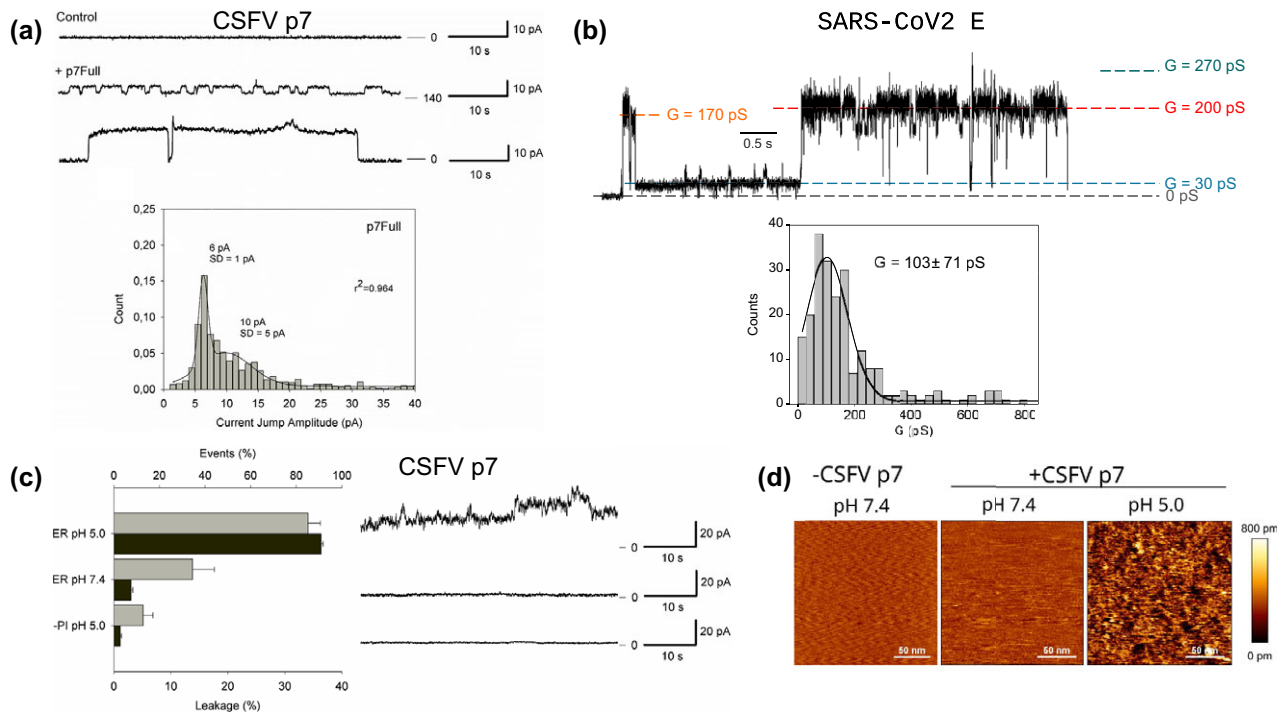 (a)
CSFV p7
Control
0
10 pA
10 s
+ p7Full
140
10 pA
10 s
0
10 pA
10 s
0,20
0,15
0,10
0,05
0,00
Count
p7Full
6 pA
SD = 1 pA
r2=0.964
10 pA
SD = 5 pA
0 5 10 15 20 25 30 35 40
Current Jump Amplitude (pA)
(b)
SARS-CoV2 E
G = 270 pS
G = 200 pS
G = 170 pS
0.5 s
G = 30 pS
0 pS
40
30
20
10
0
Counts
G = 103± 71 pS
0 200 400 600 800
G (pS)
(c)
Events (%)
0 20 40 60 80 100
ER pH 5.0
ER pH 7.4
-PI pH 5.0
0 10 20 30 40
Leakage (%)
CSFV p7
0
20 pA
10 s
0
20 pA
10 s
0
20 pA
10 s
(d)
-CSFV p7
+CSFV p7
pH 7.4
pH 7.4
pH 5.0
50 nm
50 nm
50 nm
800 pm
0 pm